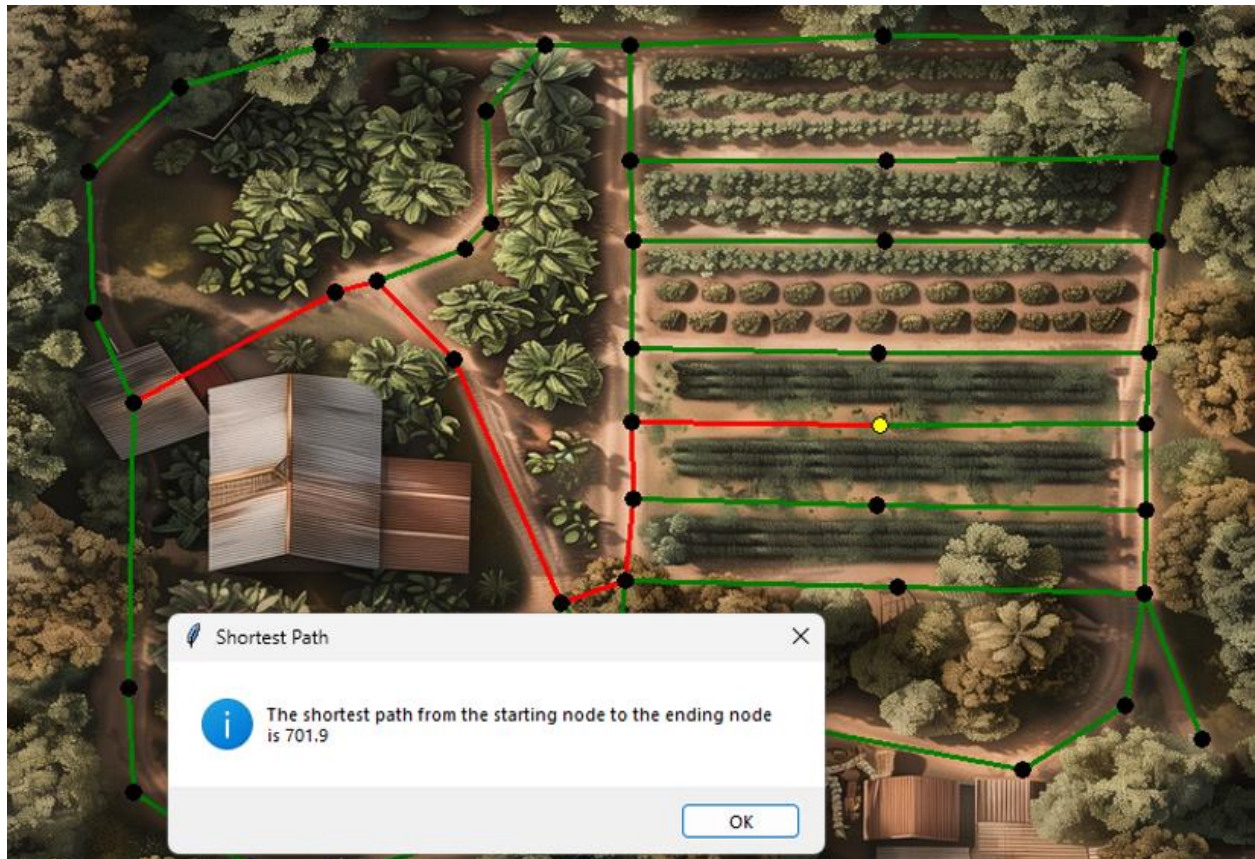 Shortest Path
The shortest path from the starting node to the ending node
is 701.9
OK